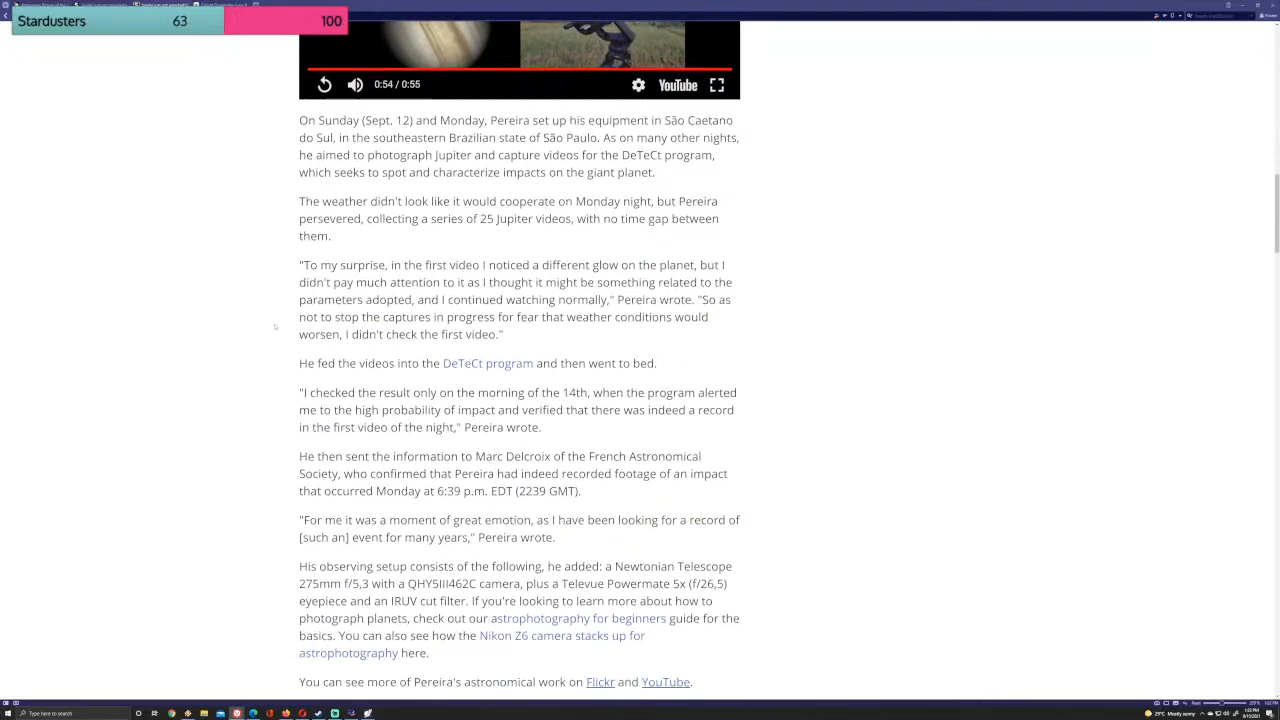 Stardusters 63 100
0:54 / 0:55 YouTube
On Sunday (Sept. 12) and Monday, Pereira set up his equipment in São Caetano
do Sul, in the southeastern Brazilian state of São Paulo. As on many other nights,
he aimed to photograph Jupiter and capture videos for the DeTeCt program,
which seeks to spot and characterize impacts on the giant planet.
The weather didn't look like it would cooperate on Monday night, but Pereira
persevered, collecting a series of 25 Jupiter videos, with no time gap between
them.
"To my surprise, in the first video I noticed a different glow on the planet, but I
didn't pay much attention to it as I thought it might be something related to the
parameters adopted, and I continued watching normally," Pereira wrote. "So as
not to stop the captures in progress for fear that weather conditions would
worsen, I didn't check the first video."
He fed the videos into the DeTeCt program and then went to bed.
"I checked the result only on the morning of the 14th, when the program alerted
me to the high probability of impact and verified that there was indeed a record
in the first video of the night," Pereira wrote.
He then sent the information to Marc Delcroix of the French Astronomical
Society, who confirmed that Pereira had indeed recorded footage of an impact
that occurred Monday at 6:39 p.m. EDT (2239 GMT).
"For me it was a moment of great emotion, as I have been looking for a record of
[such an] event for many years," Pereira wrote.
His observing setup consists of the following, he added: a Newtonian Telescope
275mm f/5,3 with a QHY5III462C camera, plus a Televue Powermate 5x (f/26,5)
eyepiece and an IRUV cut filter. If you're looking to learn more about how to
photograph planets, check out our astrophotography for beginners guide for the
basics. You can also see how the Nikon Z6 camera stacks up for
astrophotography here.
You can see more of Pereira's astronomical work on Flickr and YouTube.
Type here to search 29°C Mostly sunny 1:22 PM
9/15/2021